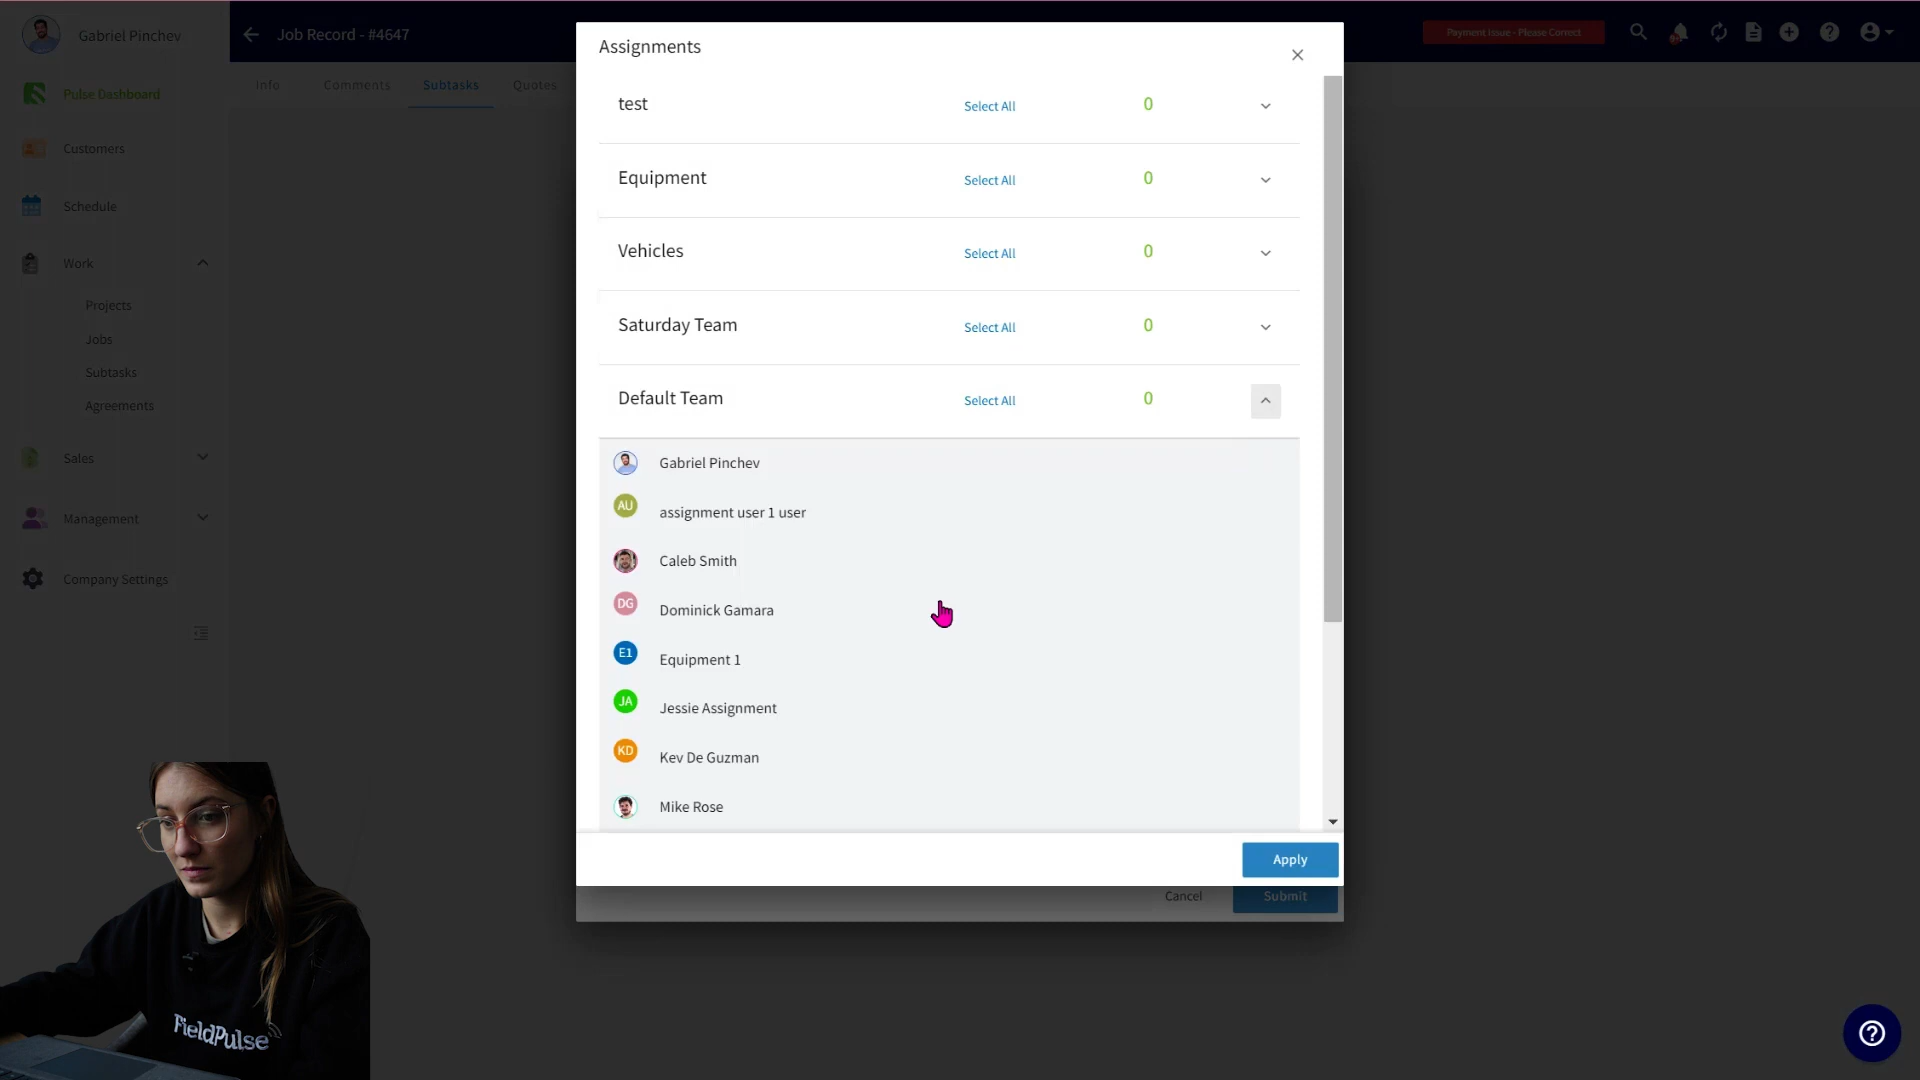 Gabriel Pinchev
Job Record - #4647
Payment Issue - Please Correct
Info
Comments
Subtasks
Quotes
Pulse Dashboard
Customers
Schedule
Work
Projects
Jobs
Subtasks
Agreements
Sales
Management
Company Settings
Assignments
test
Select All
0
Equipment
Select All
0
Vehicles
Select All
0
Saturday Team
Select All
0
Default Team
Select All
0
Gabriel Pinchev
AU
assignment user 1 user
Caleb Smith
DG
Dominick Gamara
E1
Equipment 1
JA
Jessie Assignment
KD
Kev De Guzman
Mike Rose
Apply
Cancel
Submit
FieldPulse